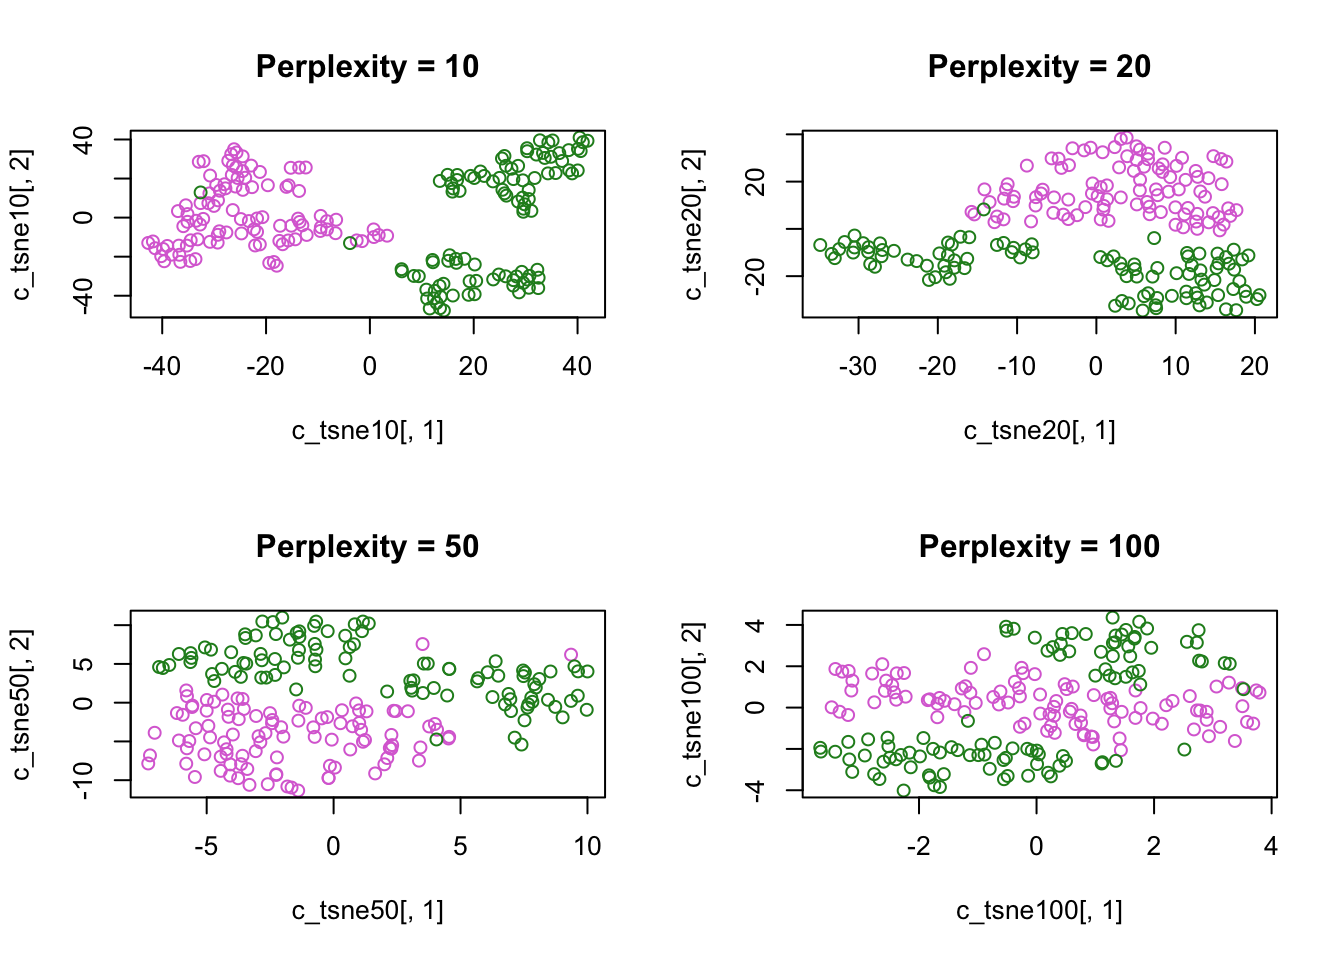 Perplexity = 10
c_tsne10[, 2]
40
0
-40
-40 -20 0 20 40
c_tsne10[, 1]
Perplexity = 20
c_tsne20[, 2]
20
-20
-30 -20 -10 0 10 20
c_tsne20[, 1]
Perplexity = 50
c_tsne50[, 2]
5
0
-10
-5 0 5 10
c_tsne50[, 1]
Perplexity = 100
c_tsne100[, 2]
4
2
0
-4
-2 0 2 4
c_tsne100[, 1]